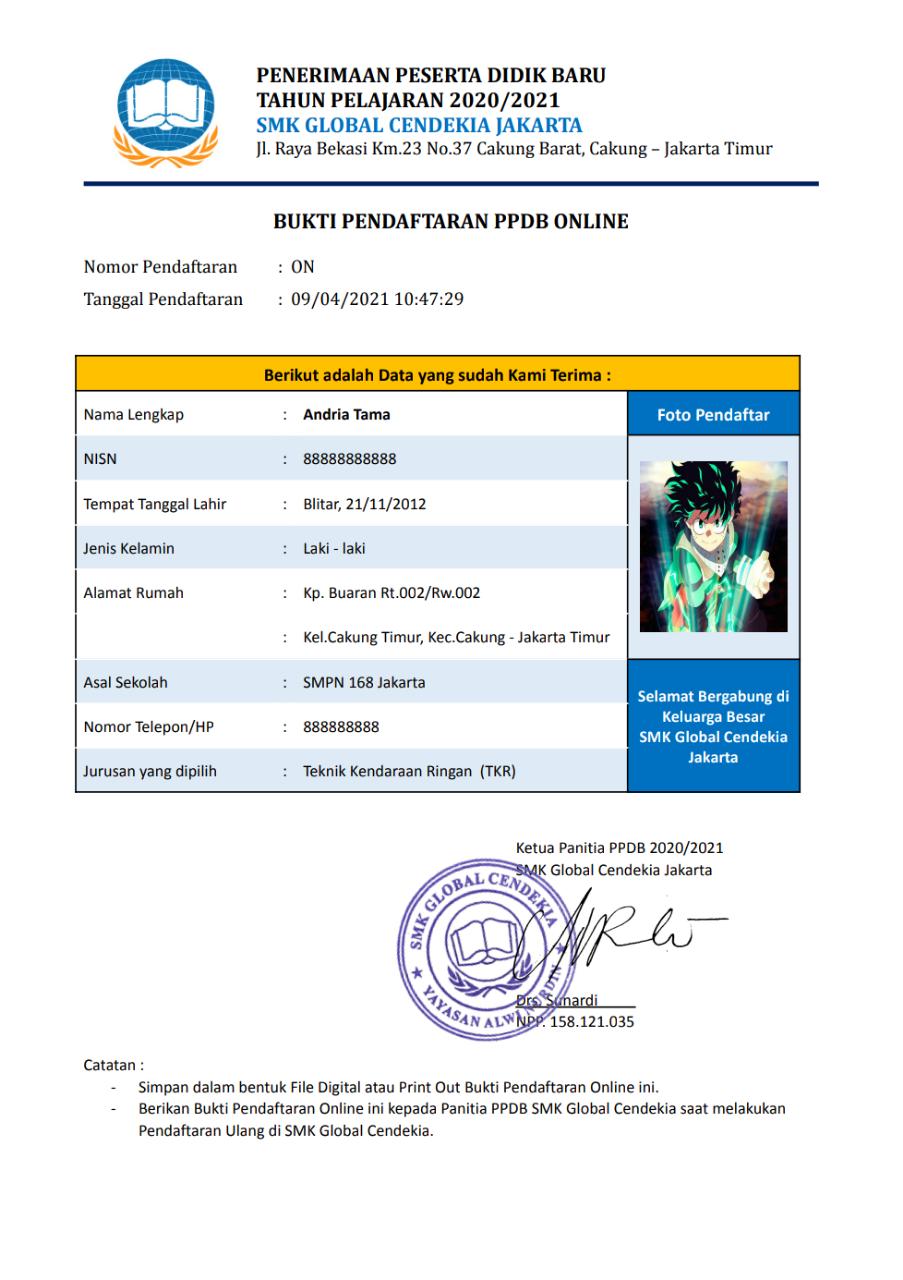 PENERIMAAN PESERTA DIDIK BARU
TAHUN PELAJARAN 2020/2021
SMK GLOBAL CENDEKIA JAKARTA
Jl. Raya Bekasi Km.23 No.37 Cakung Barat, Cakung – Jakarta Timur
BUKTI PENDAFTARAN PPDB ONLINE
Nomor Pendaftaran : ON
Tanggal Pendaftaran : 09/04/2021 10:47:29
Berikut adalah Data yang sudah Kami Terima :
Nama Lengkap : Andria Tama
Foto Pendaftar
NISN : 88888888888
Tempat Tanggal Lahir : Blitar, 21/11/2012
Jenis Kelamin : Laki - laki
Alamat Rumah : Kp. Buaran Rt.002/Rw.002
: Kel.Cakung Timur, Kec.Cakung - Jakarta Timur
Asal Sekolah : SMPN 168 Jakarta
Nomor Telepon/HP : 888888888
Jurusan yang dipilih : Teknik Kendaraan Ringan (TKR)
Selamat Bergabung di
Keluarga Besar
SMK Global Cendekia
Jakarta
Ketua Panitia PPDB 2020/2021
SMK Global Cendekia Jakarta
SMK GLOBAL CENDEKIA
YAYASAN ALWI NURDIN
Drs. Sunardi
NPP. 158.121.035
Catatan :
- Simpan dalam bentuk File Digital atau Print Out Bukti Pendaftaran Online ini.
- Berikan Bukti Pendaftaran Online ini kepada Panitia PPDB SMK Global Cendekia saat melakukan
Pendaftaran Ulang di SMK Global Cendekia.